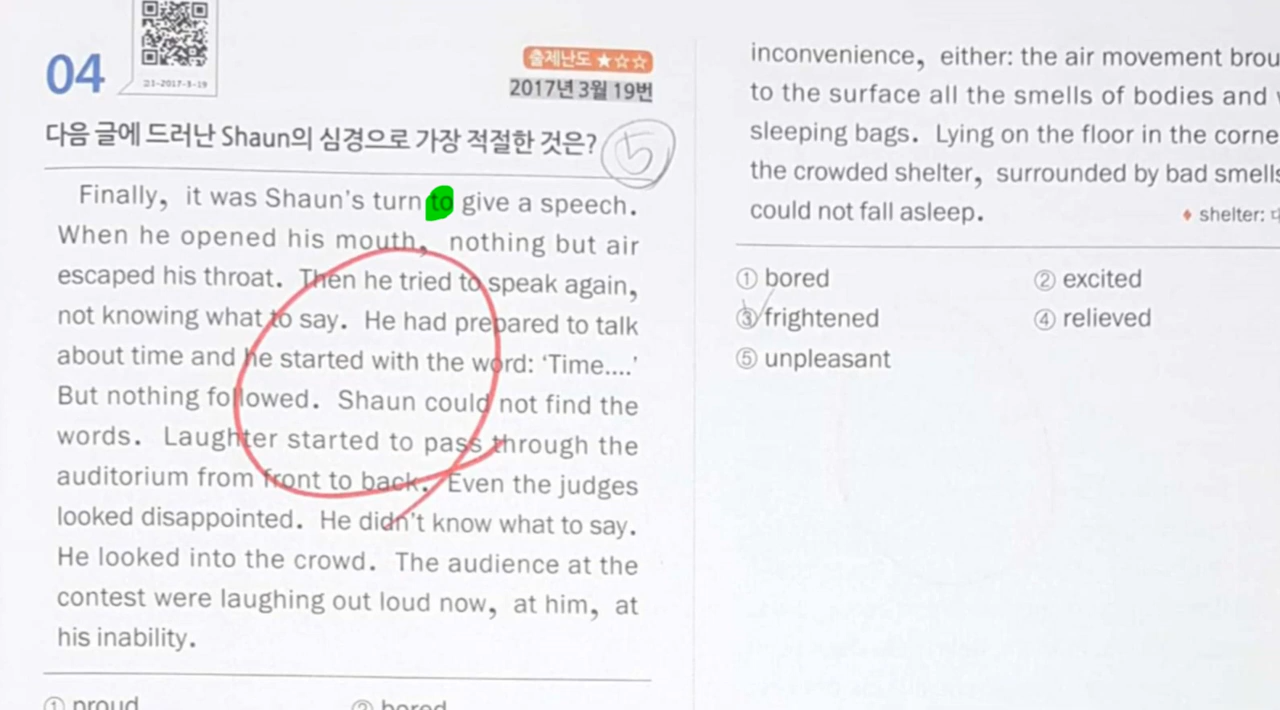 04
21-2017-3-19
출제난도 ★☆☆
2017년 3월 19번
다음 글에 드러난 Shaun의 심경으로 가장 적절한 것은?
⑤
Finally, it was Shaun's turn to give a speech.
When he opened his mouth, nothing but air
escaped his throat. Then he tried to speak again,
not knowing what to say. He had prepared to talk
about time and he started with the word: ‘Time....’
But nothing followed. Shaun could not find the
words. Laughter started to pass through the
auditorium from front to back. Even the judges
looked disappointed. He didn't know what to say.
He looked into the crowd. The audience at the
contest were laughing out loud now, at him, at
his inability.
① proud
② bored
inconvenience, either: the air movement brou
to the surface all the smells of bodies and
sleeping bags. Lying on the floor in the corne
the crowded shelter, surrounded by bad smells
could not fall asleep.
♦ shelter:
① bored
② excited
③ frightened
④ relieved
⑤ unpleasant